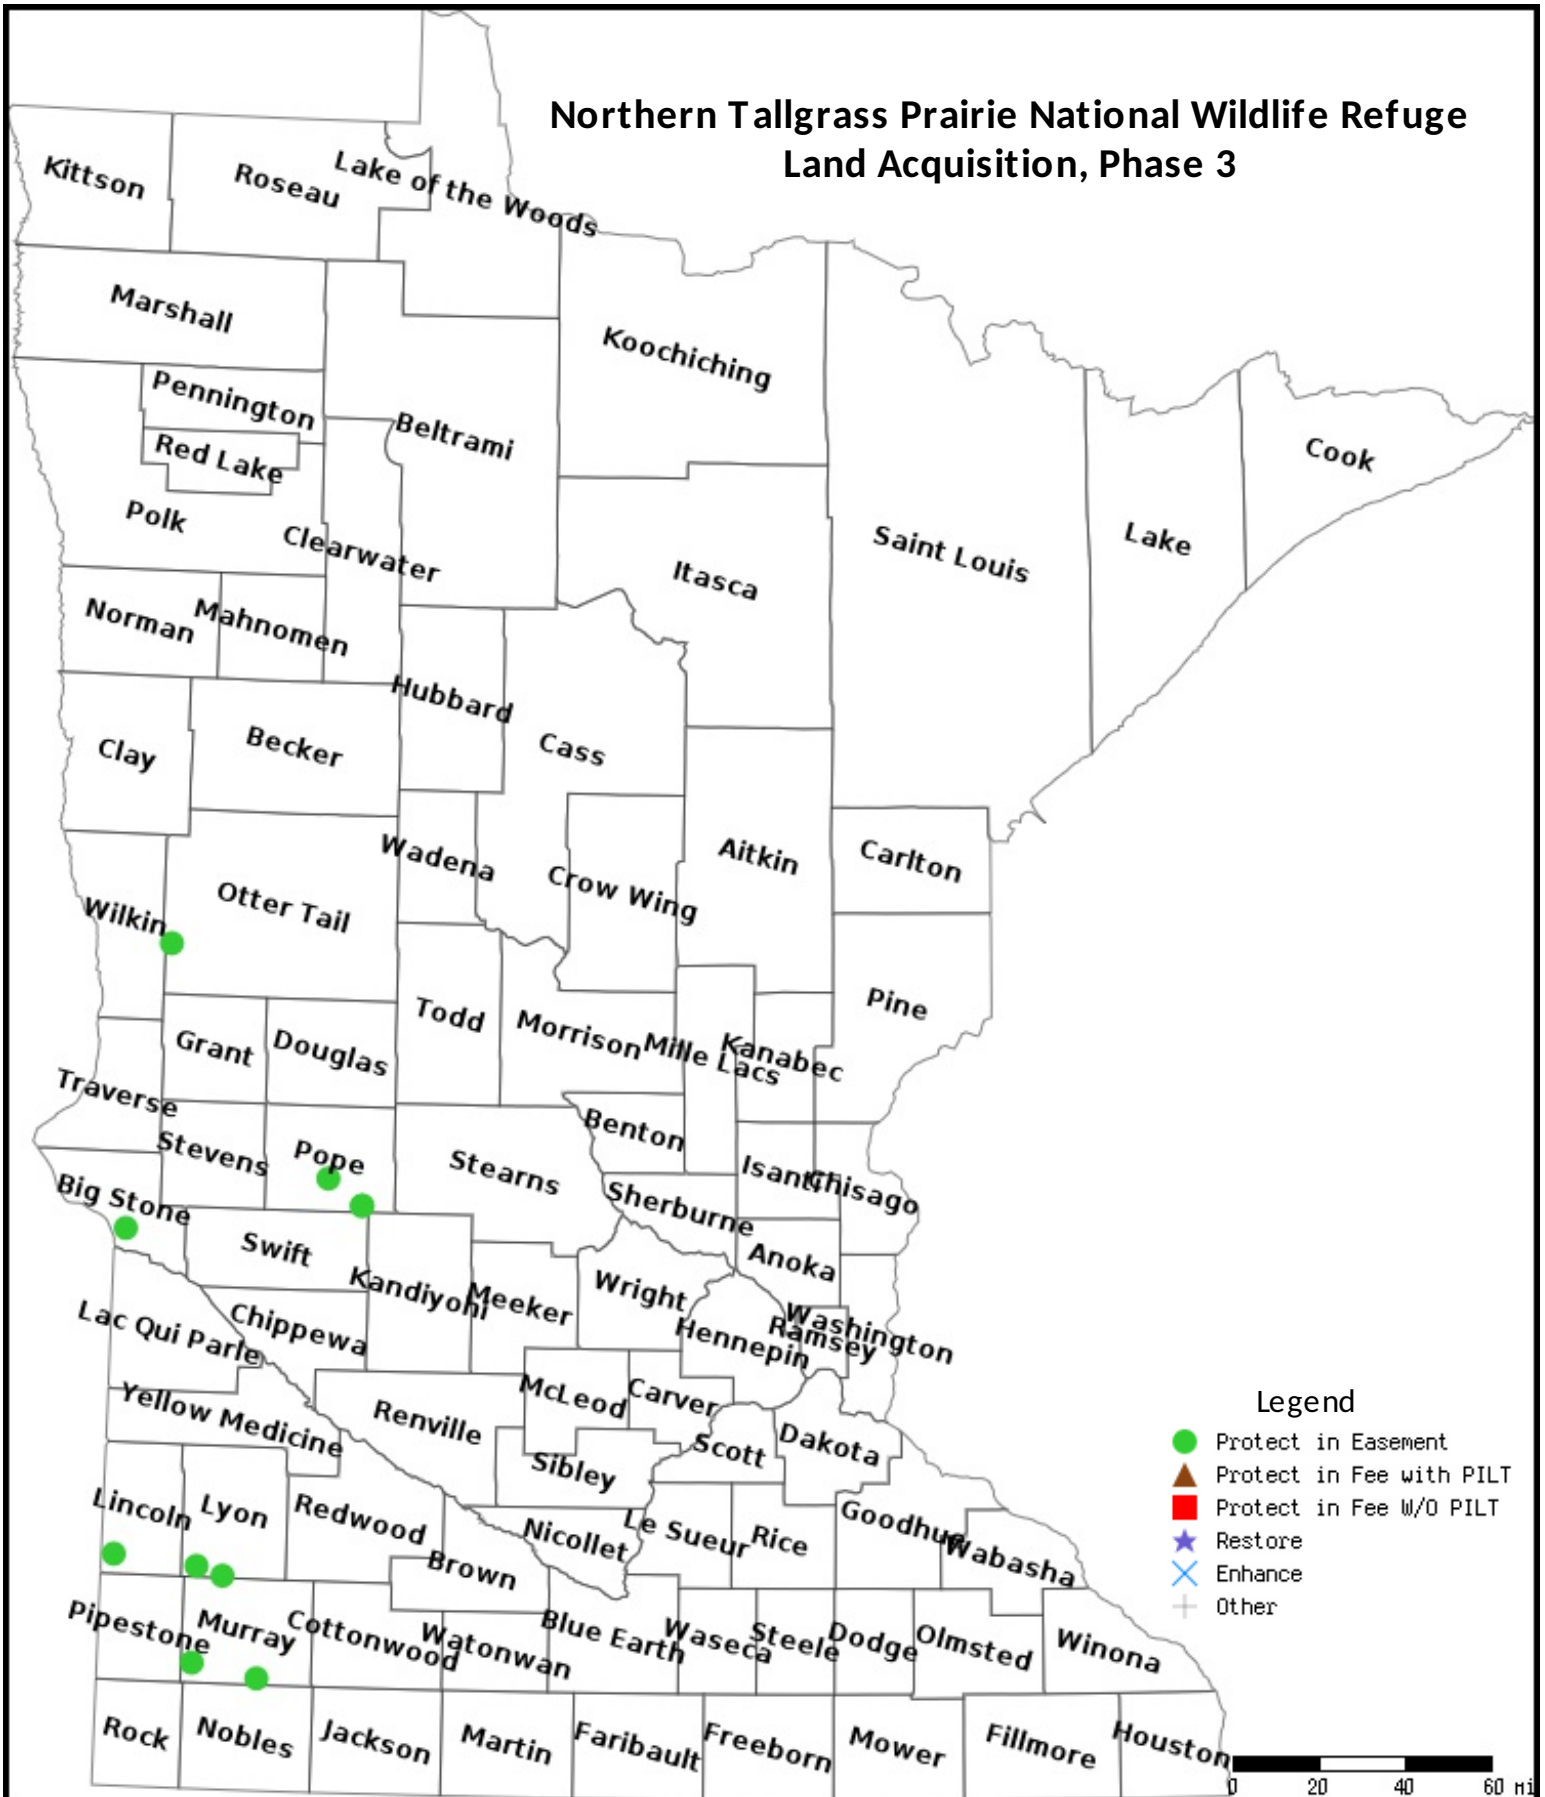 Northern Tallgrass Prairie National Wildlife Refuge
Land Acquisition, Phase 3
Kittson
Roseau
Lake of the Woods
Marshall
Koochiching
Pennington
Beltrami
Red Lake
Cook
Polk
Clearwater
Saint Louis
Lake
Itasca
Norman
Mahnomen
Hubbard
Clay
Becker
Cass
Wadena
Aitkin
Carlton
Crow Wing
Wilkin
Otter Tail
Pine
Todd
Morrison
Mille Lacs
Kanabec
Grant
Douglas
Traverse
Stevens
Pope
Stearns
Benton
Isanti
Chisago
Big Stone
Sherburne
Swift
Anoka
Kandiyohi
Meeker
Wright
Washington
Ramsey
Hennepin
Lac Qui Parle
Chippewa
McLeod
Carver
Yellow Medicine
Renville
Scott
Dakota
Sibley
Lincoln
Lyon
Redwood
Nicollet
Le Sueur
Rice
Goodhue
Wabasha
Brown
Pipestone
Murray
Cottonwood
Watonwan
Blue Earth
Waseca
Steele
Dodge
Olmsted
Winona
Rock
Nobles
Jackson
Martin
Faribault
Freeborn
Mower
Fillmore
Houston
Legend
Protect in Easement
Protect in Fee with PILT
Protect in Fee W/O PILT
Restore
Enhance
Other
0 20 40 60 mi